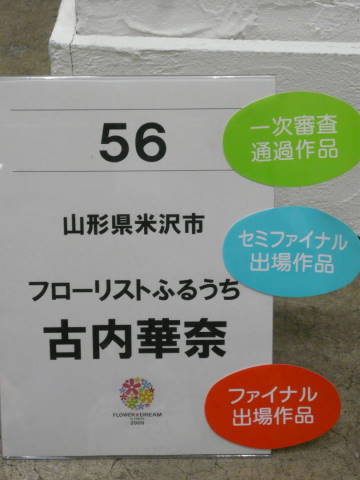 56
一次審査
通過作品
山形県米沢市
セミファイナル
出場作品
フローリストふるうち
古内華奈
ファイナル
出場作品
FLOWER DREAM
2009